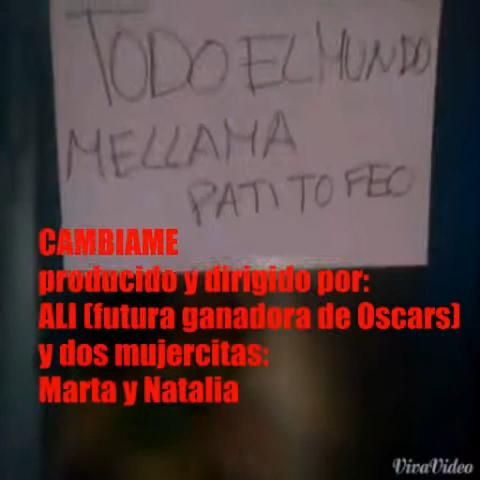 TODO EL MUNDO
ME LLAMA
PATITO FEO
CAMBIAME
producido y dirigido por:
ALI (futura ganadora de Oscars)
y dos mujercitas:
Marta y Natalia
VivaVideo